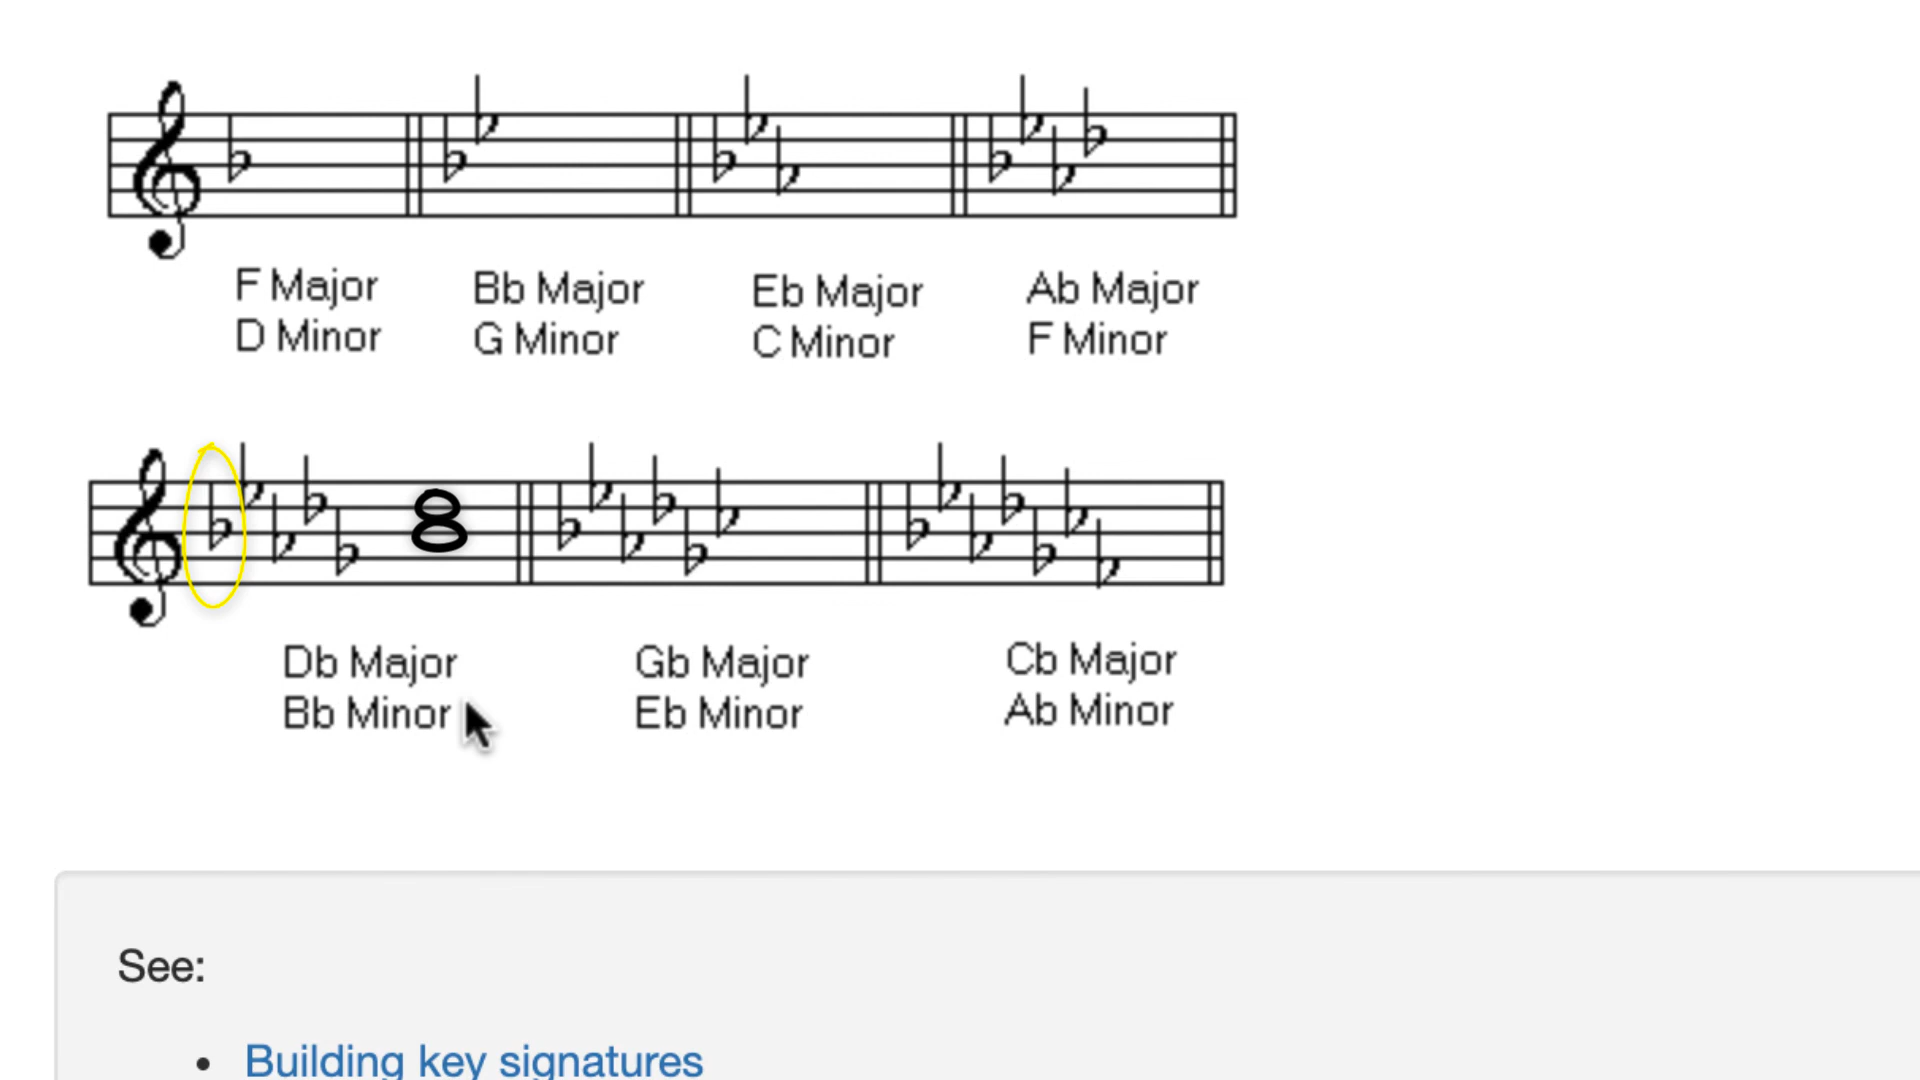 F Major Bb Major Eb Major Ab Major
D Minor G Minor C Minor F Minor
Db Major Gb Major Cb Major
Bb Minor Eb Minor Ab Minor
See:
• Building key signatures